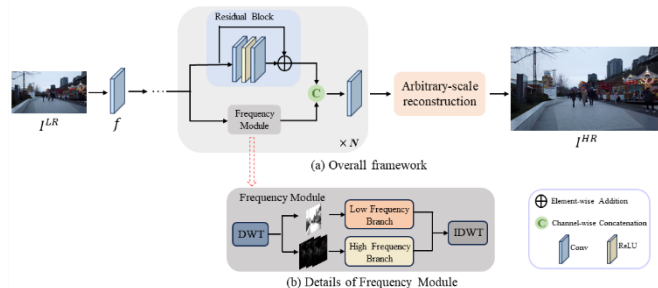 Residual Block
I^{LR}
f
...
Frequency
Module
C
× N
Arbitrary-scale
reconstruction
I^{HR}
(a) Overall framework
Frequency Module
DWT
Low Frequency
Branch
High Frequency
Branch
IDWT
(b) Details of Frequency Module
Element-wise Addition
C
Channel-wise Concatenation
Conv
ReLU